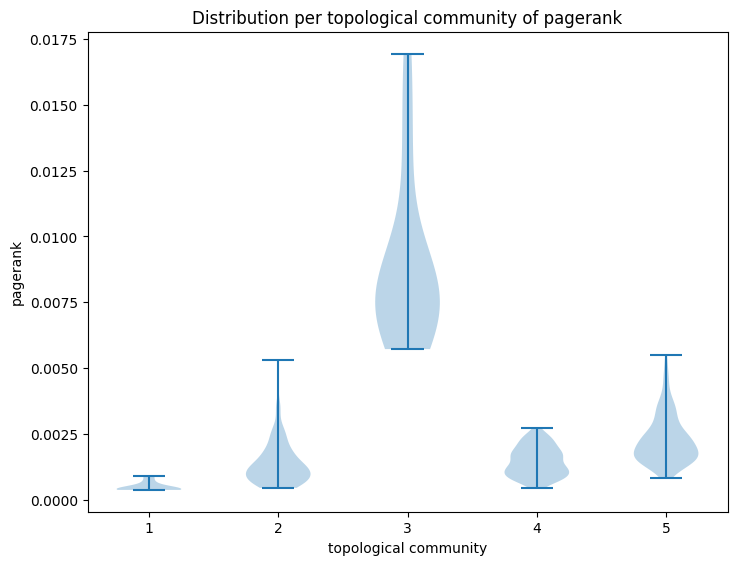 Distribution per topological community of pagerank
0.0175
0.0150
0.0125
0.0100
0.0075
0.0050
0.0025
0.0000
pagerank
1 2 3 4 5
topological community